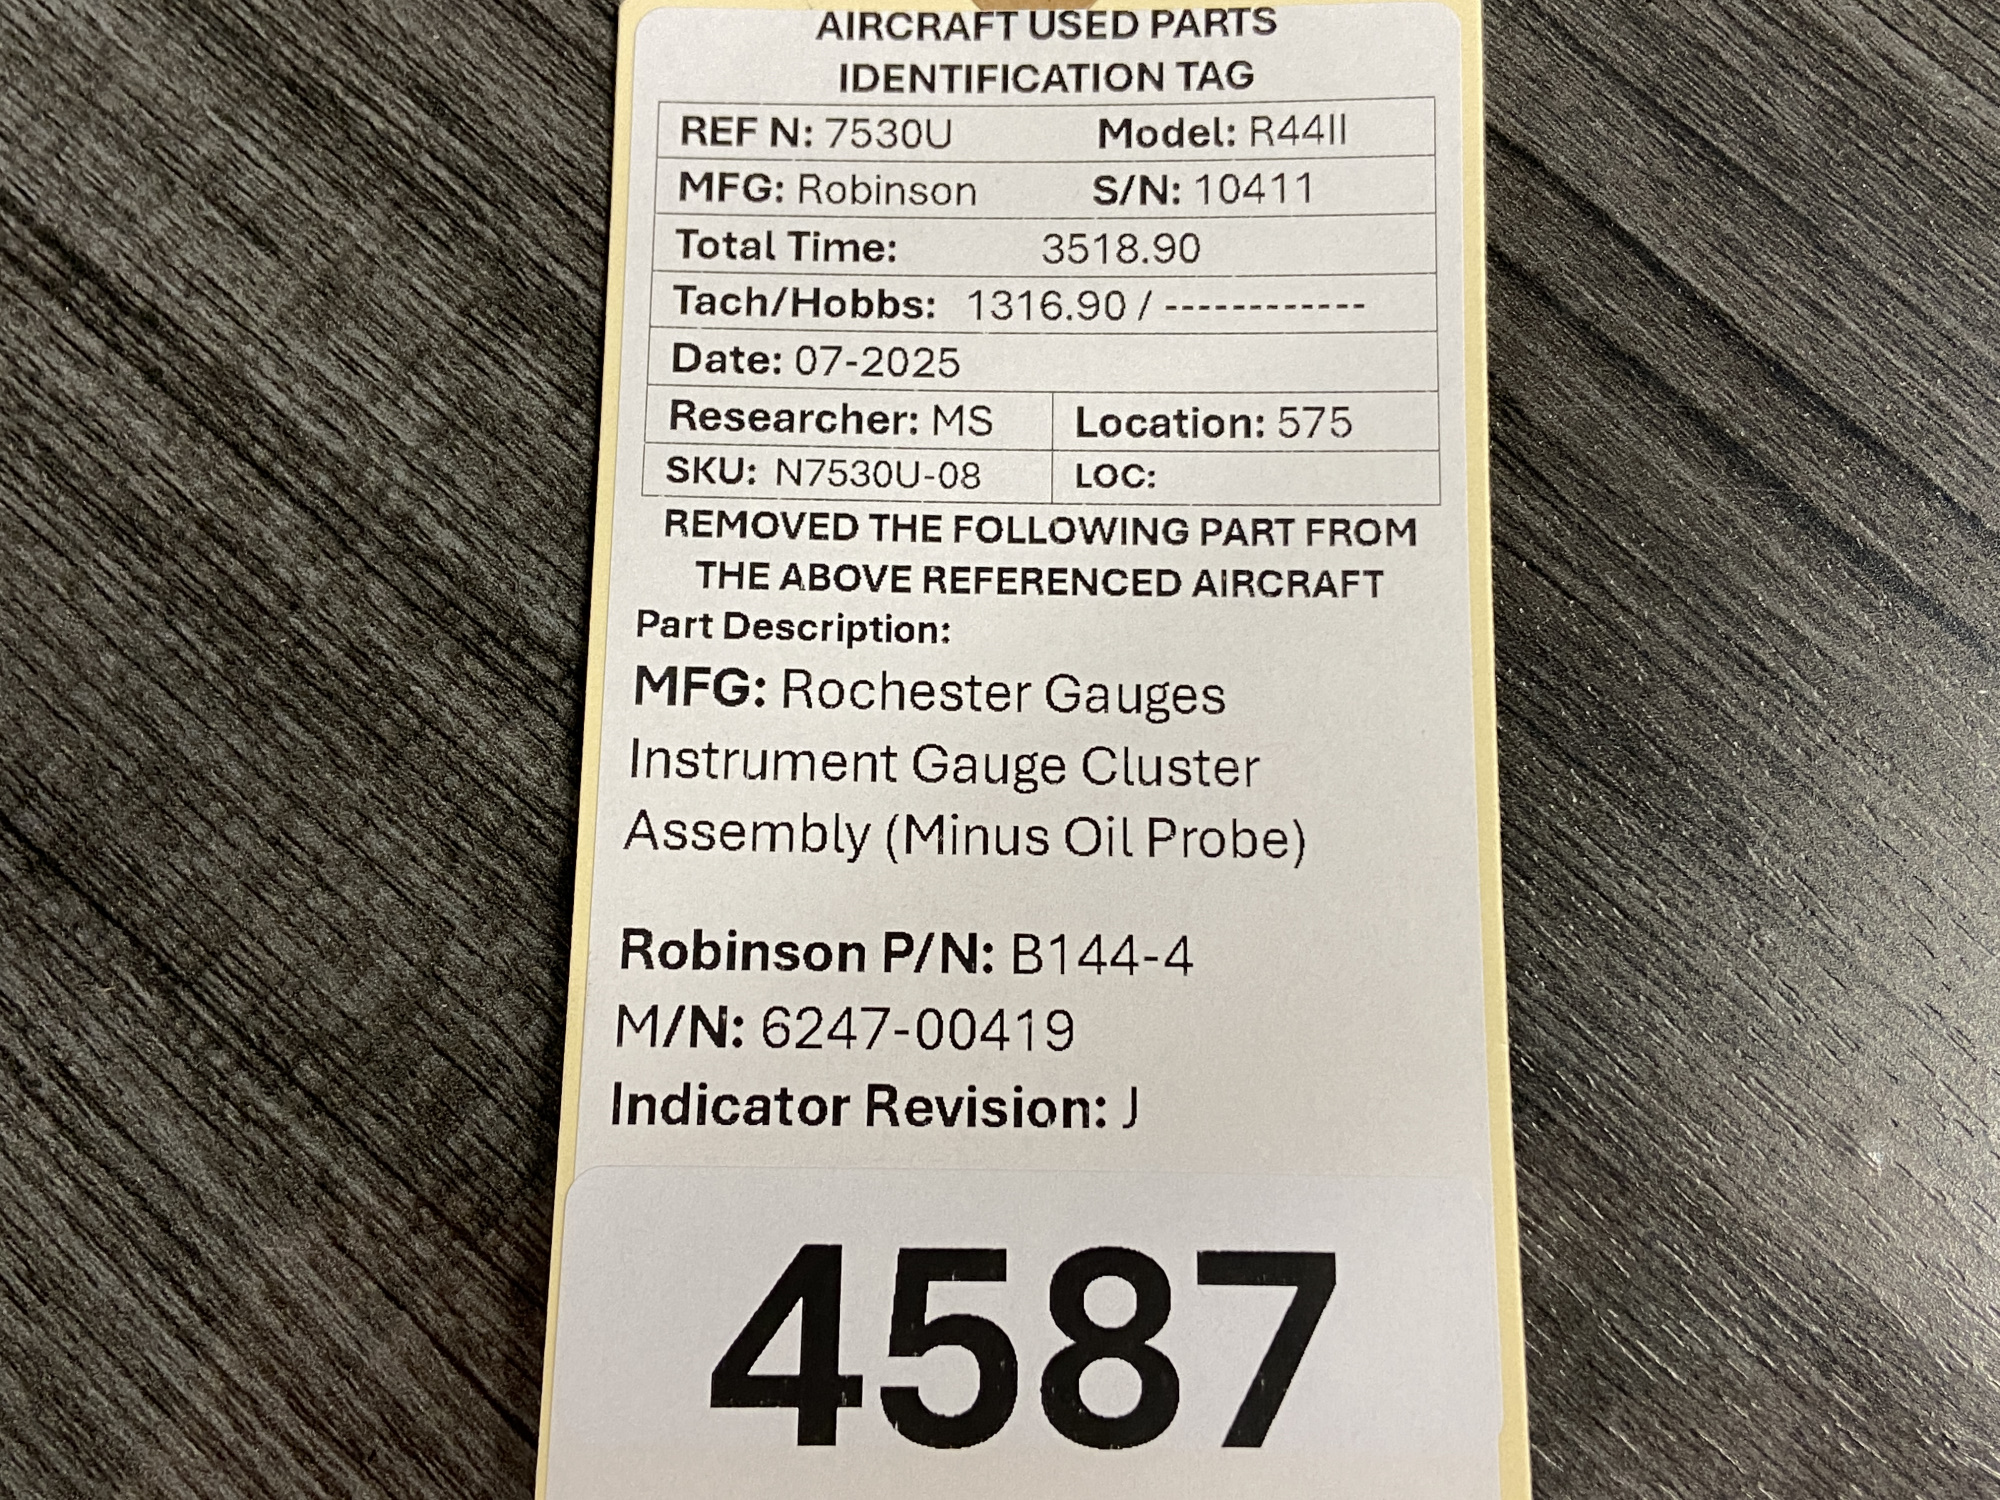 AIRCRAFT USED PARTS
IDENTIFICATION TAG
REF N: 7530U Model: R44II
MFG: Robinson S/N: 10411
Total Time: 3518.90
Tach/Hobbs: 1316.90 / ------------
Date: 07-2025
Researcher: MS Location: 575
SKU: N7530U-08 LOC:
REMOVED THE FOLLOWING PART FROM
THE ABOVE REFERENCED AIRCRAFT
Part Description:
MFG: Rochester Gauges
Instrument Gauge Cluster
Assembly (Minus Oil Probe)
Robinson P/N: B144-4
M/N: 6247-00419
Indicator Revision: J
4587